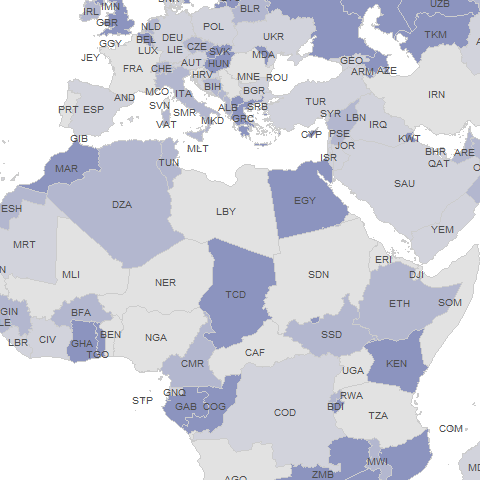 DNK
IMN
IRL
BLR
UZB
GBR
NLD
POL
BEL
DEU
UKR
TKM
GGY
LUX
LIE
CZE
SVK
MDA
JEY
FRA
CHE
AUT
HUN
GEO
ARM
AZE
HRV
MNE
ROU
BIH
BGR
MCO
ITA
IRN
AND
SVN
ALB
SRB
TUR
PRT
ESP
SMR
MKD
GRC
SYR
LBN
VAT
IRQ
CYP
PSE
GIB
KWT
MLT
JOR
BHR
ARE
ISR
QAT
TUN
MAR
SAU
EGY
DZA
ESH
LBY
YEM
MRT
ERI
MLI
SDN
DJI
NER
TCD
ETH
SOM
GIN
BFA
SSD
BEN
NGA
CIV
LBR
GHA
TGO
CAF
CMR
KEN
UGA
GNQ
RWA
STP
GAB
COG
BDI
COD
TZA
COM
MWI
ZMB
AGO